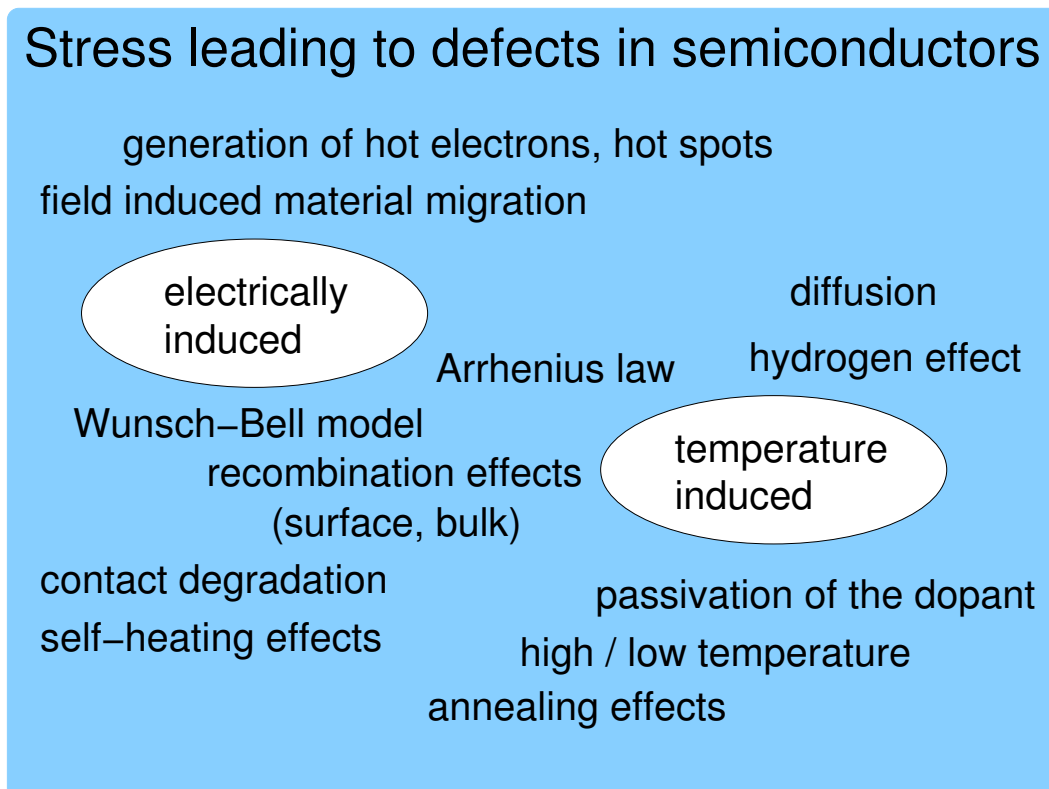 Stress leading to defects in semiconductors
generation of hot electrons, hot spots
field induced material migration
electrically
induced
diffusion
Arrhenius law
hydrogen effect
Wunsch−Bell model
recombination effects
(surface, bulk)
temperature
induced
contact degradation
passivation of the dopant
self−heating effects
high / low temperature
annealing effects